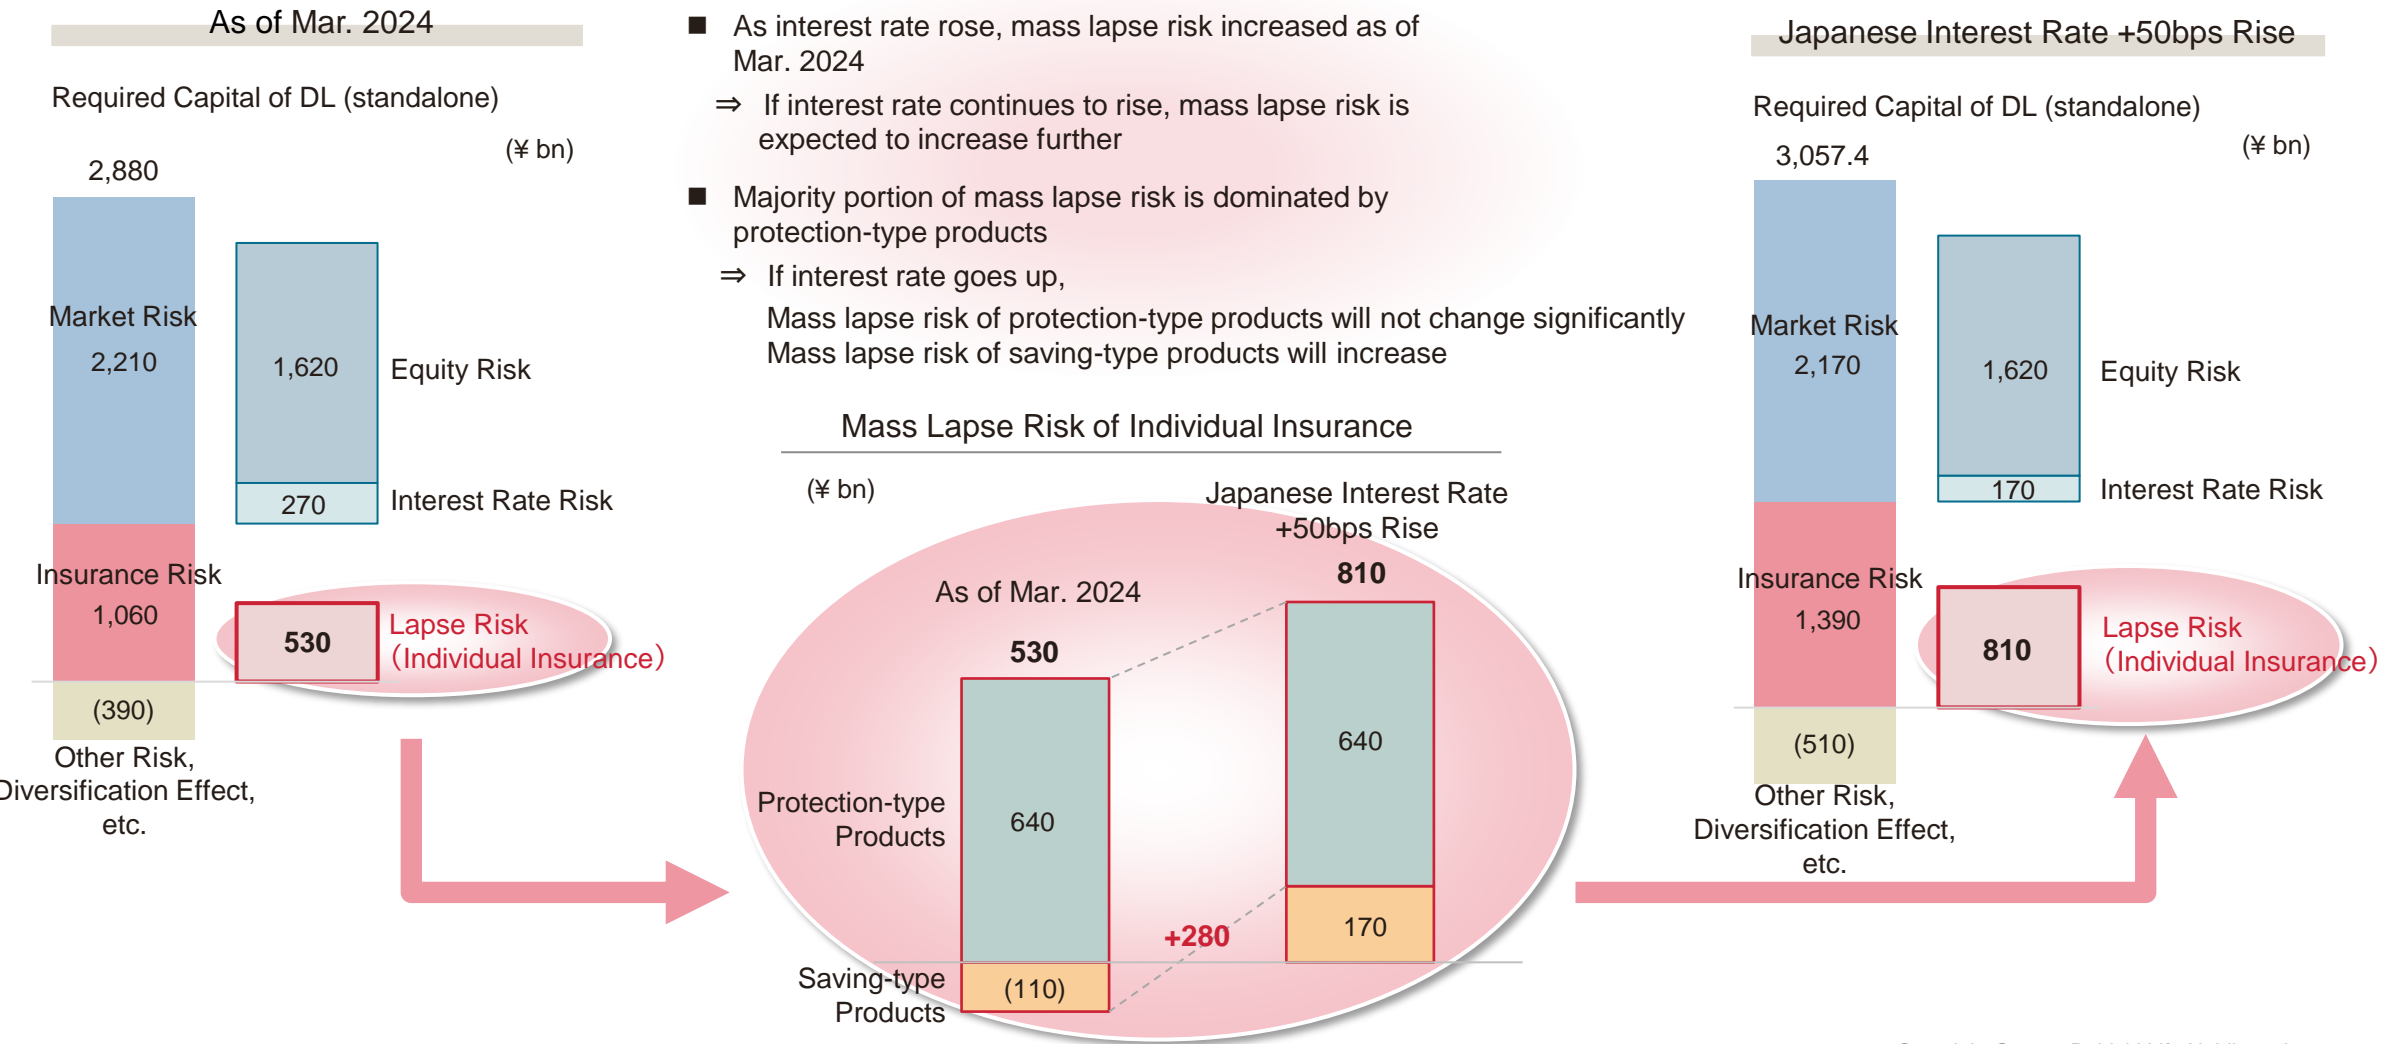 As of Mar. 2024
Required Capital of DL (standalone)
(¥ bn)
2,880
Market Risk
2,210
1,620
Equity Risk
270
Interest Rate Risk
Insurance Risk
1,060
530
Lapse Risk
（Individual Insurance）
(390)
Other Risk,
Diversification Effect,
etc.
■ As interest rate rose, mass lapse risk increased as of
Mar. 2024
⇒ If interest rate continues to rise, mass lapse risk is
expected to increase further
■ Majority portion of mass lapse risk is dominated by
protection-type products
⇒ If interest rate goes up,
Mass lapse risk of protection-type products will not change significantly
Mass lapse risk of saving-type products will increase
Mass Lapse Risk of Individual Insurance
(¥ bn)
As of Mar. 2024
530
640
Protection-type
Products
(110)
Saving-type
Products
+280
Japanese Interest Rate
+50bps Rise
810
640
170
Japanese Interest Rate +50bps Rise
Required Capital of DL (standalone)
(¥ bn)
3,057.4
Market Risk
2,170
1,620
Equity Risk
170
Interest Rate Risk
Insurance Risk
1,390
810
Lapse Risk
（Individual Insurance）
(510)
Other Risk,
Diversification Effect,
etc.